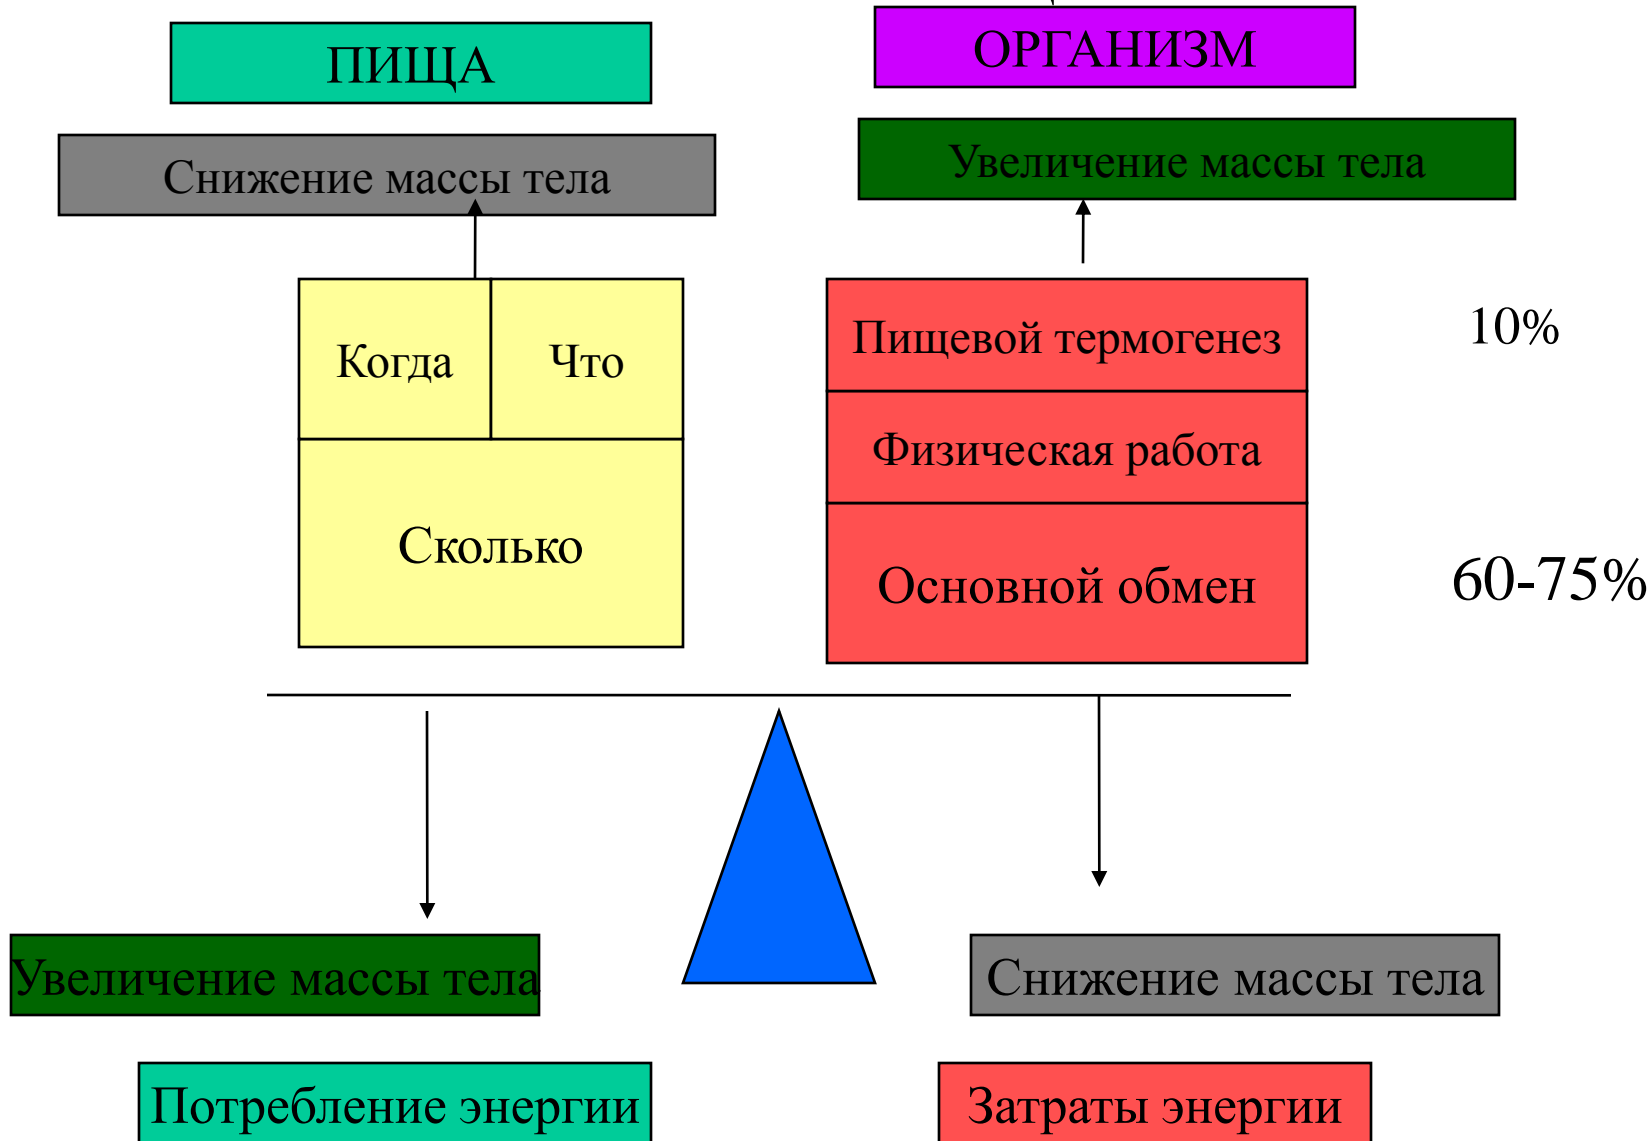 ПИЩА
ОРГАНИЗМ
Снижение массы тела
Увеличение массы тела
Когда
Что
Сколько
Пищевой термогенез
10%
Физическая работа
Основной обмен
60-75%
Увеличение массы тела
Снижение массы тела
Потребление энергии
Затраты энергии